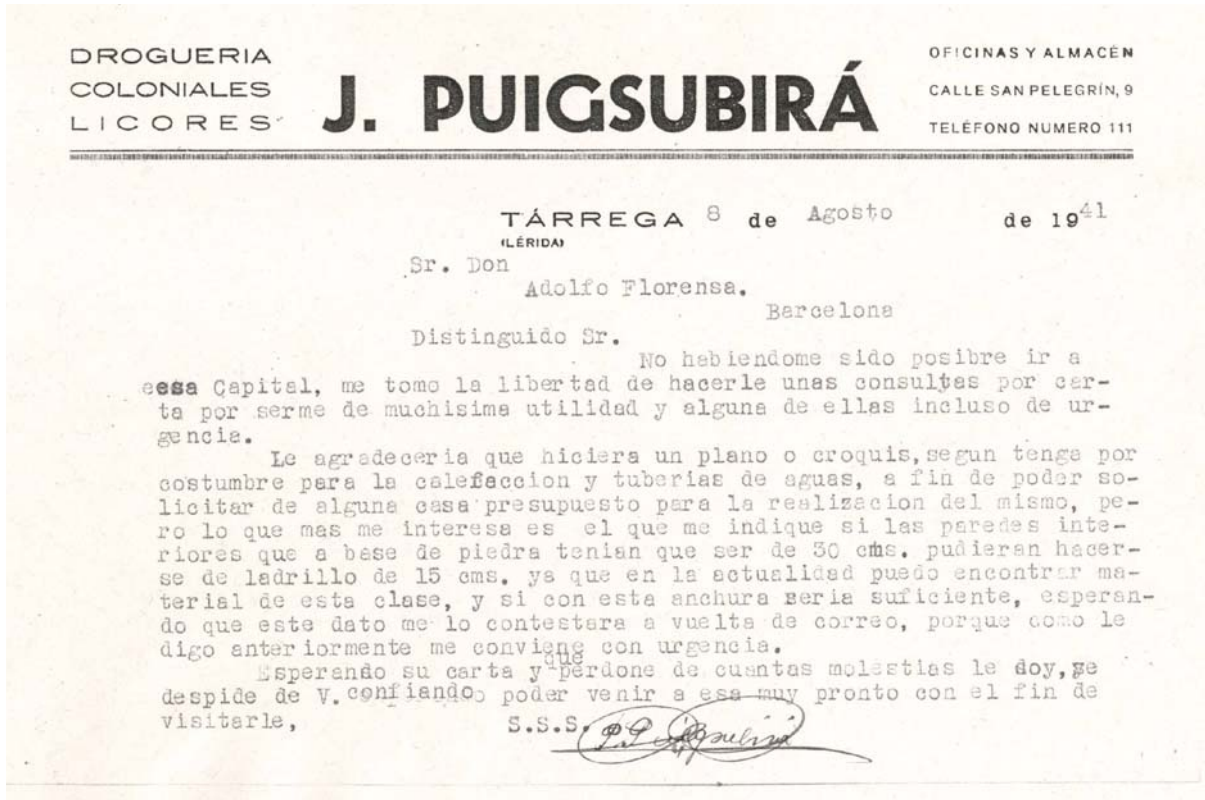 DROGUERIA
COLONIALES
LICORES
J. PUIGSUBIRÁ
OFICINAS Y ALMACÉN
CALLE SAN PELEGRÍN, 9
TELÉFONO NUMERO 111
TÁRREGA 8 de Agosto de 1941
(LÉRIDA)
Sr. Don
Adolfo Florensa.
Barcelona
Distinguido Sr.
No habiendome sido posibre ir a
eesa Capital, me tomo la libertad de hacerle unas consultas por car-
ta por serme de muchisima utilidad y alguna de ellas incluso de ur-
gencia.
Le agradeceria que hiciera un plano o croquis, segun tenga por
costumbre para la calefaccion y tuberias de aguas, a fin de poder so-
licitar de alguna casa presupuesto para la realizacion del mismo, pe-
ro lo que mas me interesa es el que me indique si las paredes inte-
riores que a base de piedra tenian que ser de 30 cms. pudieran hacer-
se de ladrillo de 15 cms. ya que en la actualidad puedo encontrar ma-
terial de esta clase, y si con esta anchura seria suficiente, esperan-
do que este dato me lo contestara a vuelta de correo, porque como le
digo anteriormente me conviene con urgencia.
Esperando su carta y que perdone de cuantas molestias le doy, se
despide de V. confiando poder venir a esa muy pronto con el fin de
visitarle,
S.S.S.